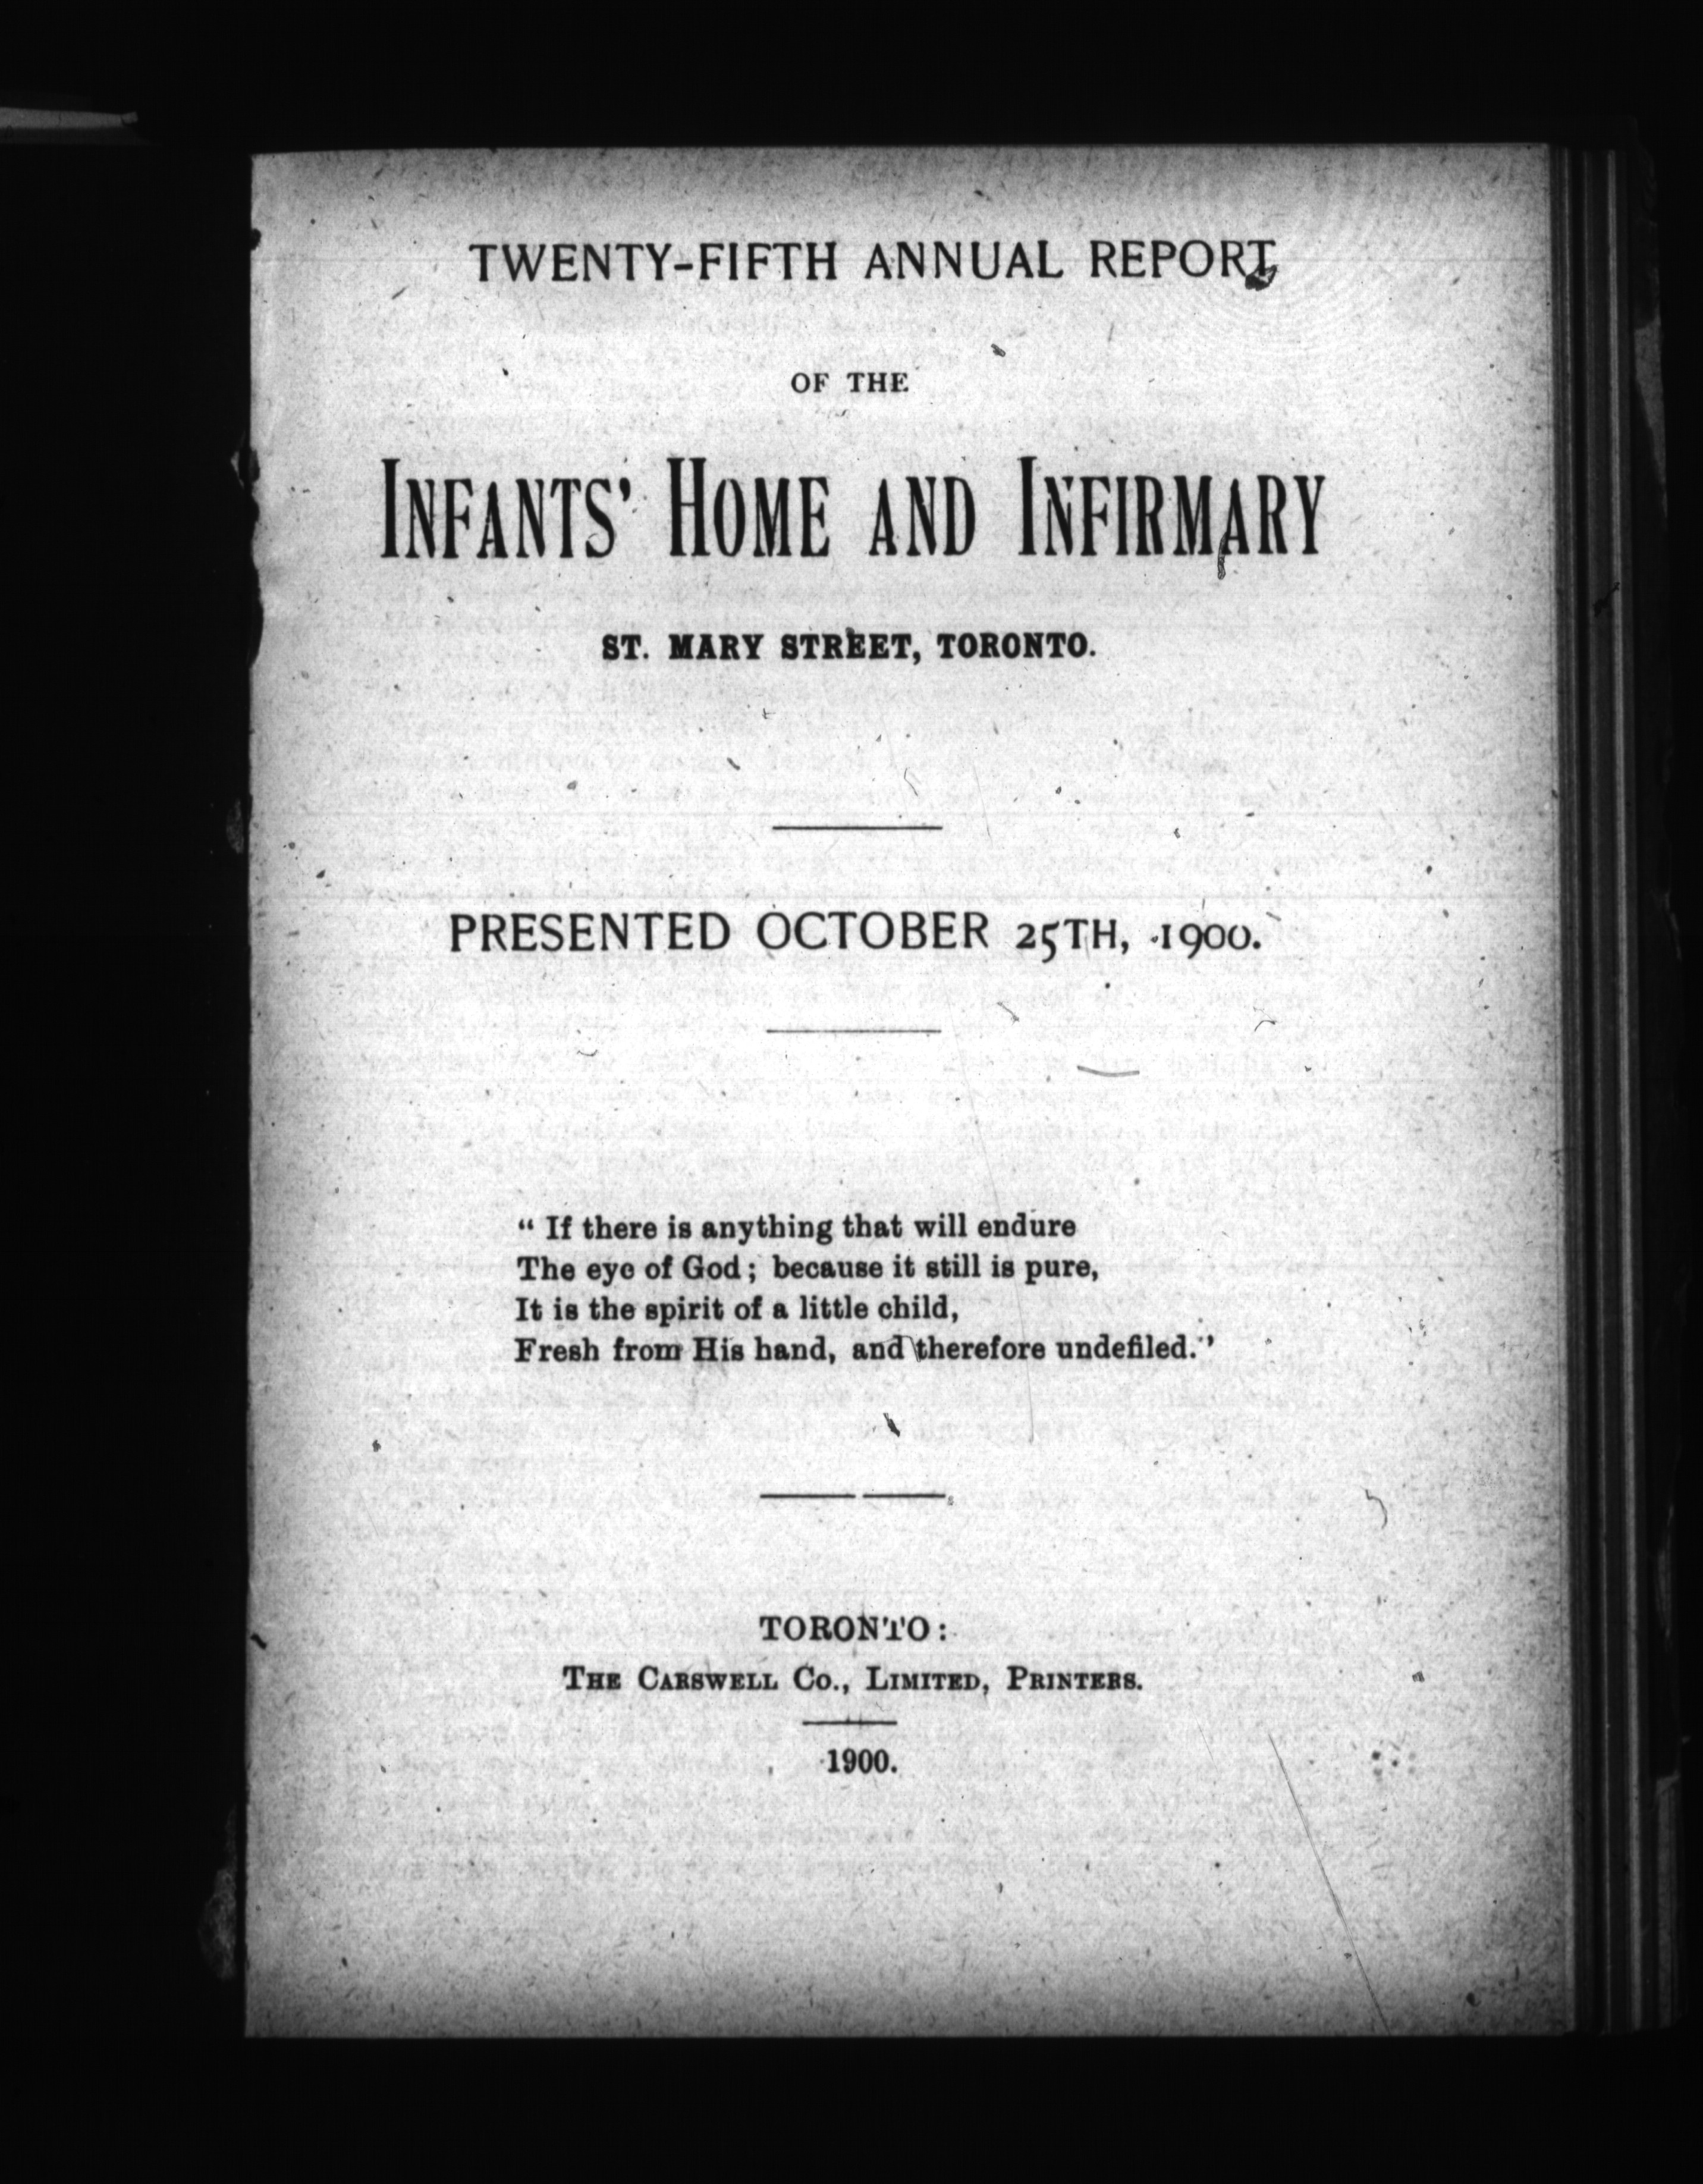 TWENTY-FIFTH ANNUAL REPORT
OF THE
INFANTS' HOME AND INFIRMARY
ST. MARY STREET, TORONTO.
PRESENTED OCTOBER 25TH, 1900.
" If there is anything that will endure
The eye of God; because it still is pure,
It is the spirit of a little child,
Fresh from His hand, and therefore undefiled."
TORONTO:
THE CARSWELL CO., LIMITED, PRINTERS.
1900.